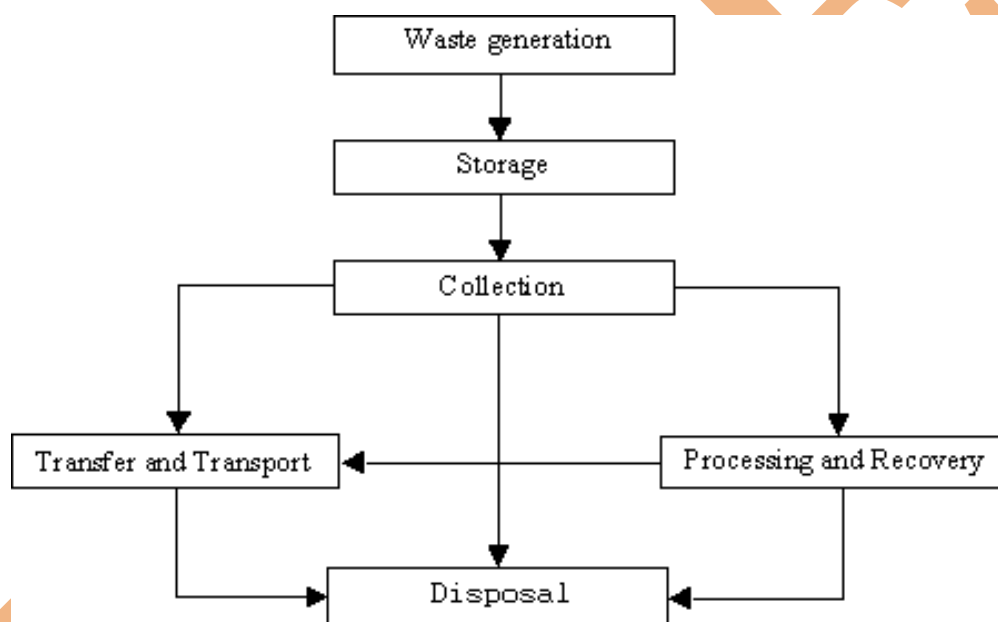 Waste generation
Storage
Collection
Transfer and Transport
Processing and Recovery
Disposal